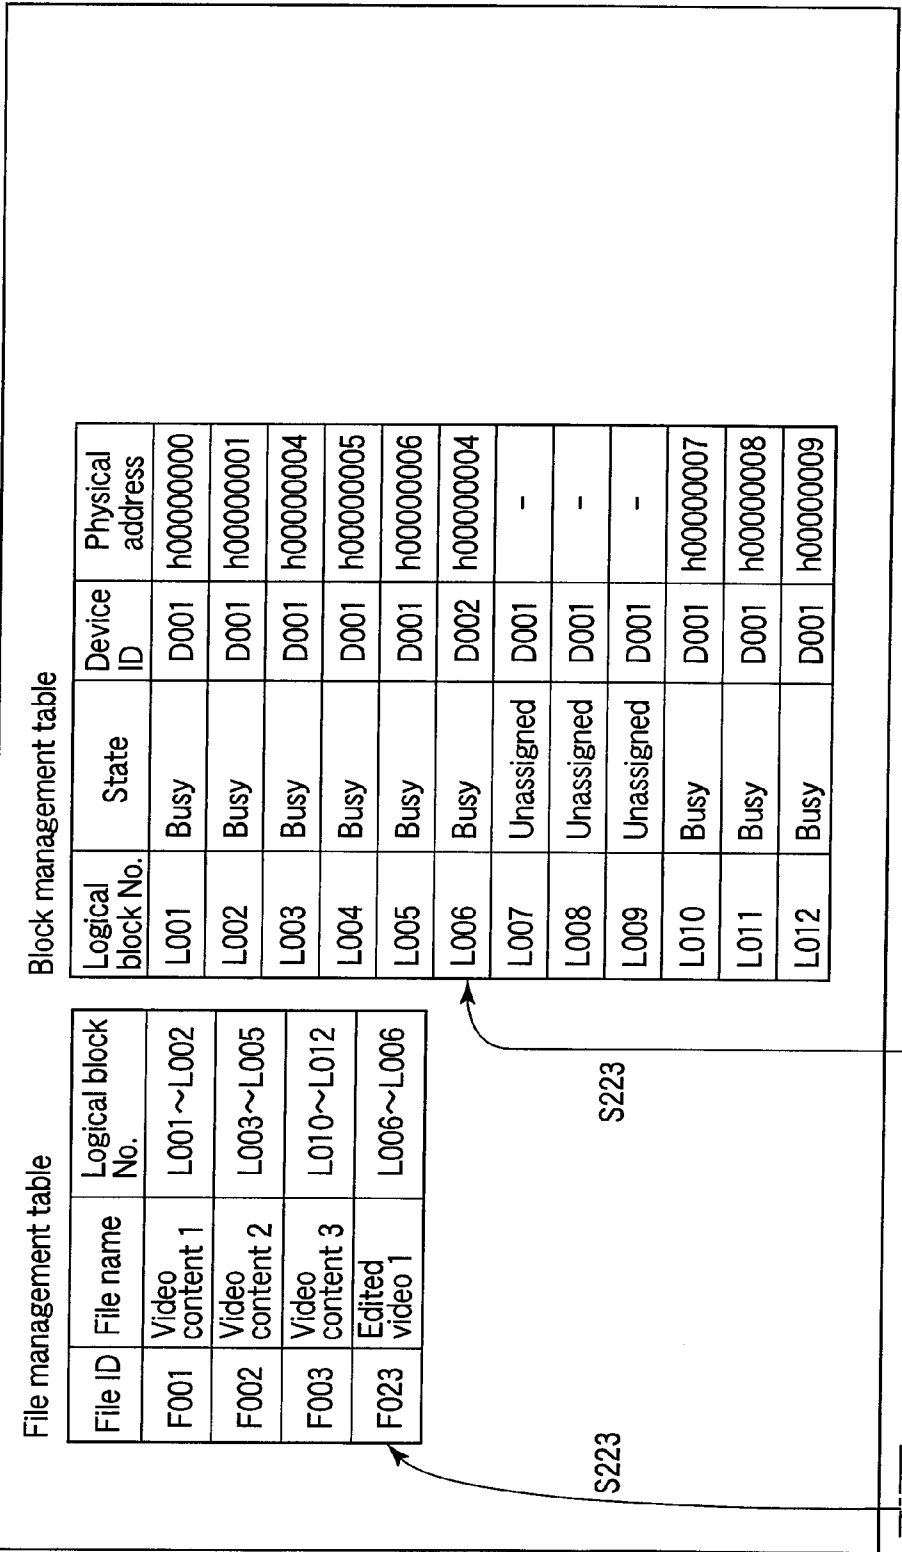 File management table
File ID File name Logical block
No.
F001 Video
content 1 L001~L002
F002 Video
content 2 L003~L005
F003 Video
content 3 L010~L012
F023 Edited
video 1 L006~L006
S223
Block management table
Logical
block No. State Device
ID Physical
address
L001 Busy D001 h00000000
L002 Busy D001 h00000001
L003 Busy D001 h00000004
L004 Busy D001 h00000005
L005 Busy D001 h00000006
L006 Busy D002 h00000004
L007 Unassigned D001 -
L008 Unassigned D001 -
L009 Unassigned D001 -
L010 Busy D001 h00000007
L011 Busy D001 h00000008
L012 Busy D001 h00000009
S223